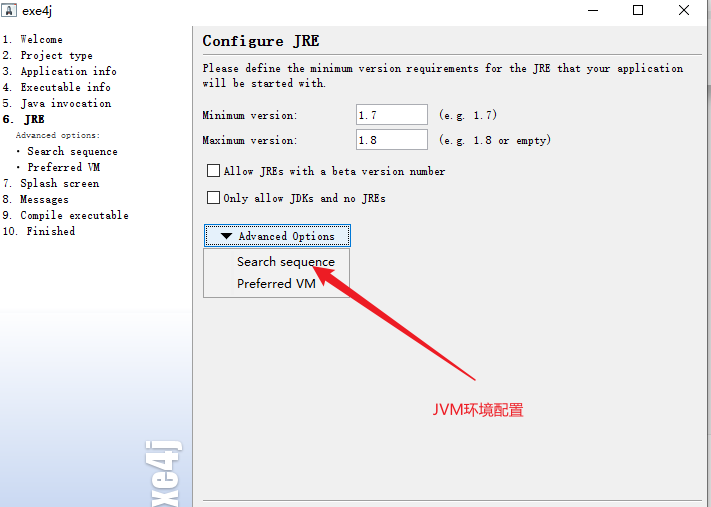 exe4j
1. Welcome
2. Project type
3. Application info
4. Executable info
5. Java invocation
6. JRE
Advanced options:
• Search sequence
• Preferred VM
7. Splash screen
8. Messages
9. Compile executable
10. Finished
exe4j
Configure JRE
Please define the minimum version requirements for the JRE that your application
will be started with.
Minimum version: 1.7 (e.g. 1.7)
Maximum version: 1.8 (e.g. 1.8 or empty)
Allow JREs with a beta version number
Only allow JDKs and no JREs
Advanced Options
Search sequence
Preferred VM
JVM环境配置